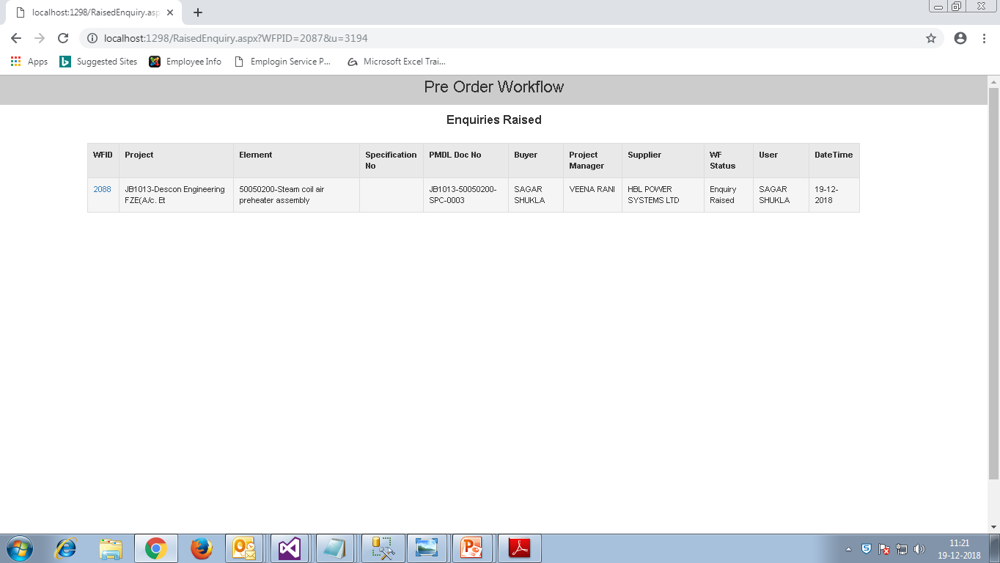 localhost:1298/RaisedEnquiry.asp
localhost:1298/RaisedEnquiry.aspx?WFPID=2087&u=3194
Apps Suggested Sites Employee Info Emplogin Service P... Microsoft Excel Trai...
Pre Order Workflow
Enquiries Raised
WFID Project Element Specification No PMDL Doc No Buyer Project Manager Supplier WF Status User DateTime
2088 JB1013-Descon Engineering FZE(A/c. Et 50050200-Steam coil air preheater assembly JB1013-50050200-SPC-0003 SAGAR SHUKLA VEENA RANI HBL POWER SYSTEMS LTD Enquiry Raised SAGAR SHUKLA 19-12-2018
11:21
19-12-2018